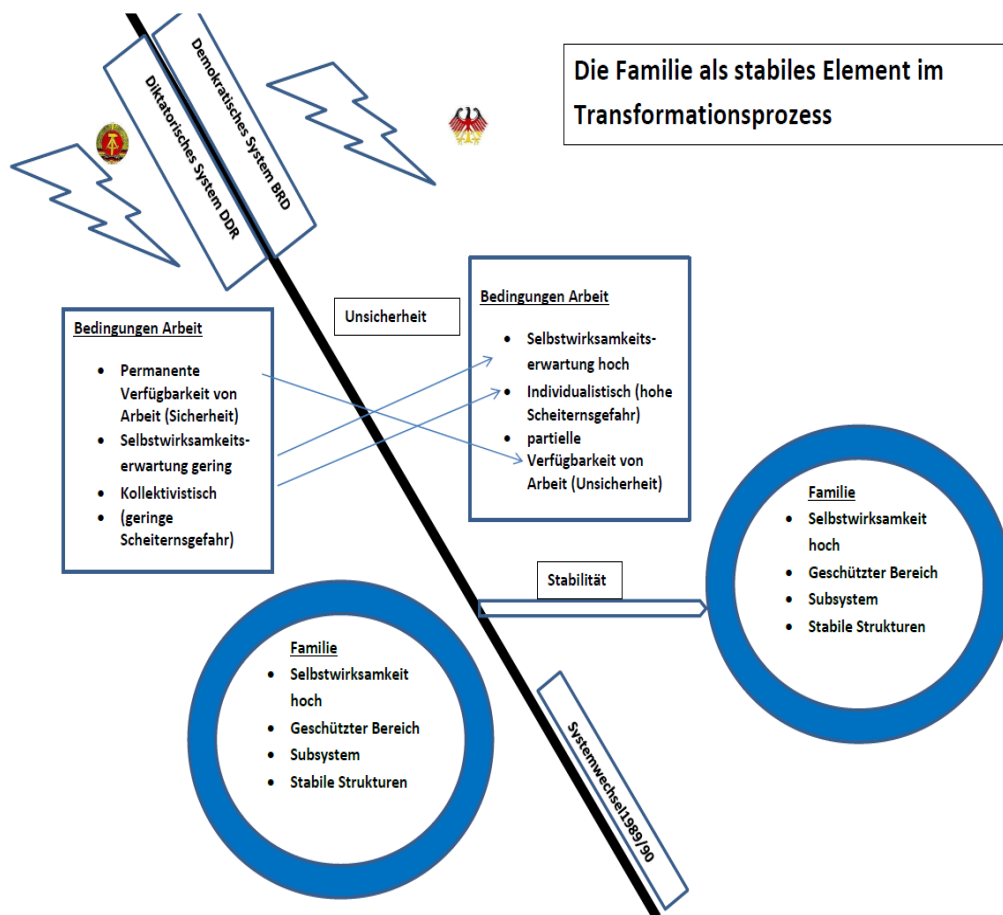 Die Familie als stabiles Element im
Transformationsprozess
Demokratisches System BRD
Diktatorisches System DDR
Unsicherheit
Bedingungen Arbeit
• Permanente
Verfügbarkeit von
Arbeit (Sicherheit)
• Selbstwirksamkeits-
erwartung gering
• Kollektivistisch
• (geringe
Scheiternsgefahr)
Bedingungen Arbeit
• Selbstwirksamkeits-
erwartung hoch
• Individualistisch (hohe
Scheiternsgefahr)
• partielle
Verfügbarkeit von
Arbeit (Unsicherheit)
Stabilität
Familie
• Selbstwirksamkeit
hoch
• Geschützter Bereich
• Subsystem
• Stabile Strukturen
Familie
• Selbstwirksamkeit
hoch
• Geschützter Bereich
• Subsystem
• Stabile Strukturen
Systemwechsel1989/90